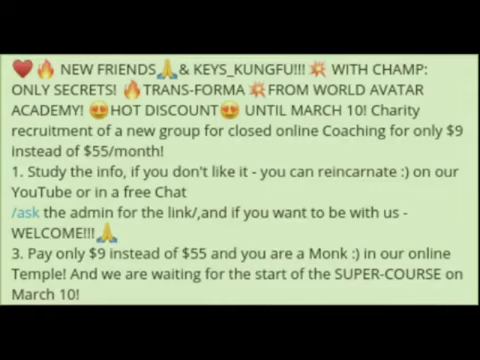 ❤️🔥 NEW FRIENDS🙏& KEYS_KUNGFU!!! 💥 WITH CHAMP:
ONLY SECRETS! 🔥TRANS-FORMA 💥FROM WORLD AVATAR
ACADEMY! 😍HOT DISCOUNT😍 UNTIL MARCH 10! Charity
recruitment of a new group for closed online Coaching for only $9
instead of $55/month!
1. Study the info, if you don't like it - you can reincarnate :) on our
YouTube or in a free Chat
/ask the admin for the link/,and if you want to be with us -
WELCOME!!!🙏
3. Pay only $9 instead of $55 and you are a Monk :) in our online
Temple! And we are waiting for the start of the SUPER-COURSE on
March 10!